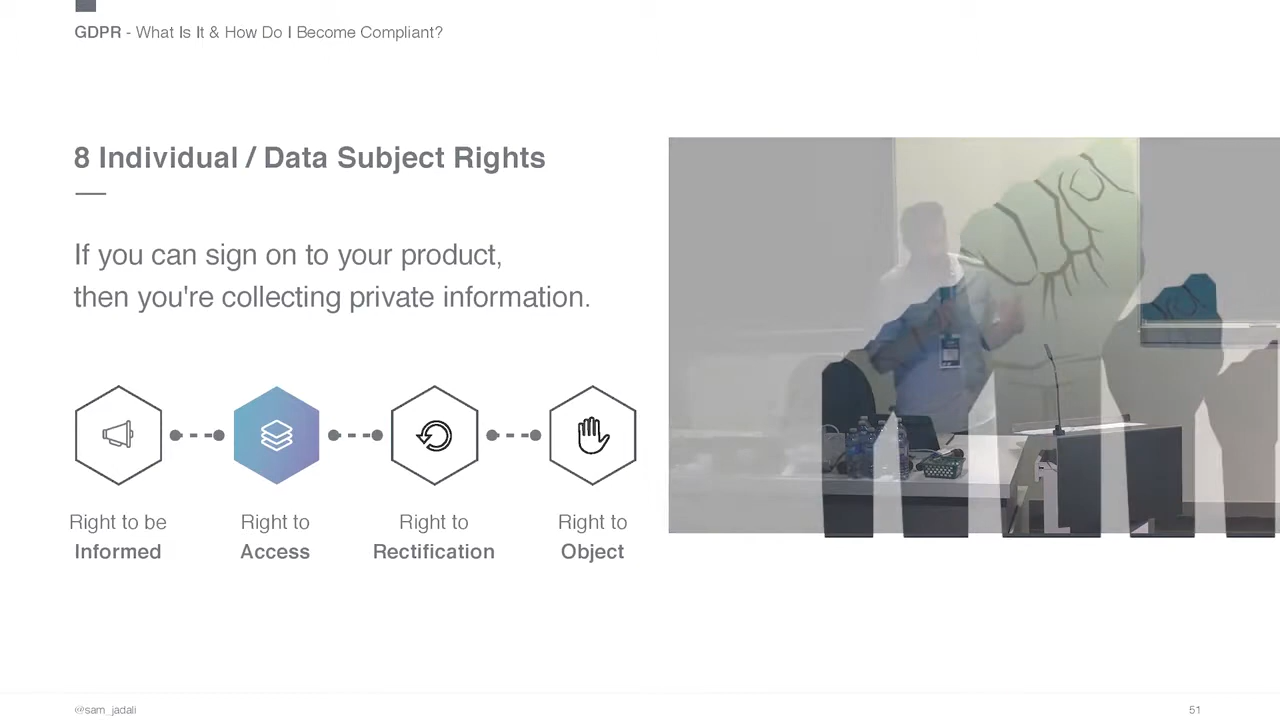 GDPR - What Is It & How Do I Become Compliant?
8 Individual / Data Subject Rights
If you can sign on to your product,
then you're collecting private information.
Right to be
Informed
Right to
Access
Right to
Rectification
Right to
Object
@sam_jadali
51